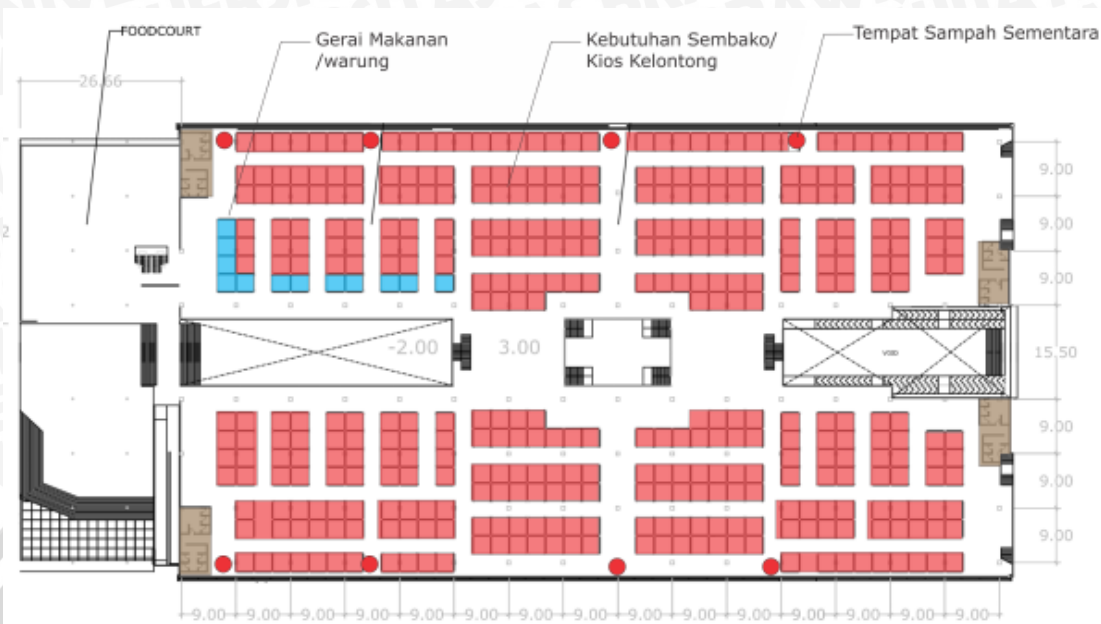 FOODCOURT
Gerai Makanan
/warung
Kebutuhan Sembako/
Kios Kelontong
Tempat Sampah Sementara
26,66
9.00
9.00
2
9.00
-2.00
3.00
VOID
15,50
9.00
9.00
9.00
9.00 9.00 9.00 9.00 9.00 9.00 9.00 9.00 9.00 9.00 9.00 9.00 9.00 9.00 9.00